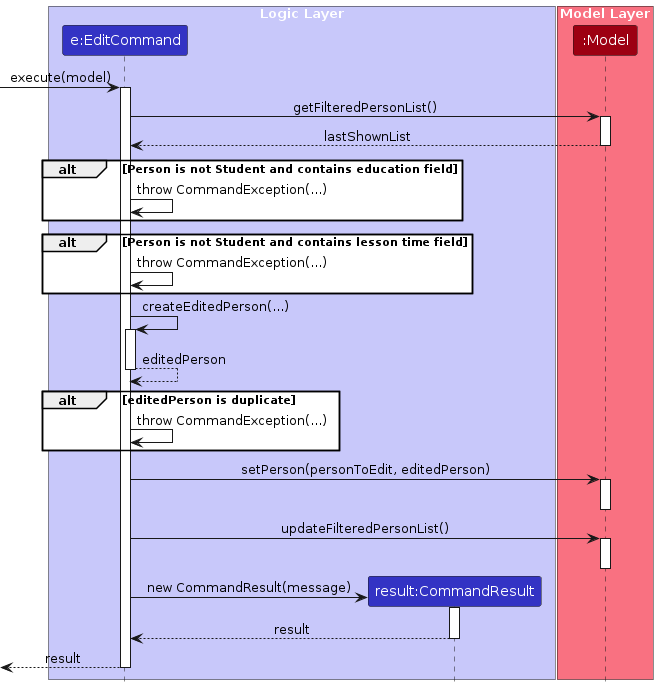 Logic Layer
Model Layer
e:EditCommand
:Model
execute(model)
getFilteredPersonList()
lastShownList
alt
[Person is not Student and contains education field]
throw CommandException(...)
alt
[Person is not Student and contains lesson time field]
throw CommandException(...)
createEditedPerson(...)
editedPerson
alt
[editedPerson is duplicate]
throw CommandException(...)
setPerson(personToEdit, editedPerson)
updateFilteredPersonList()
new CommandResult(message)
result:CommandResult
result
result